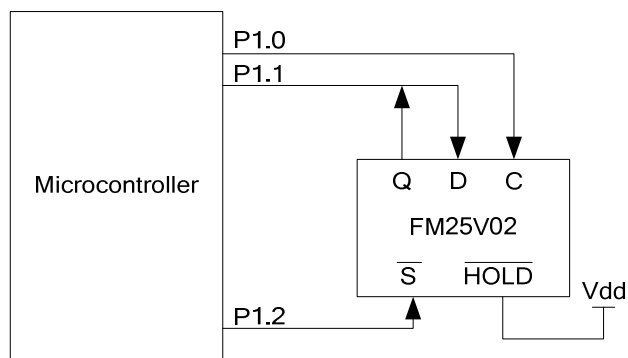 P1.0
P1.1
Microcontroller
Q D C
FM25V02
S HOLD
Vdd
P1.2